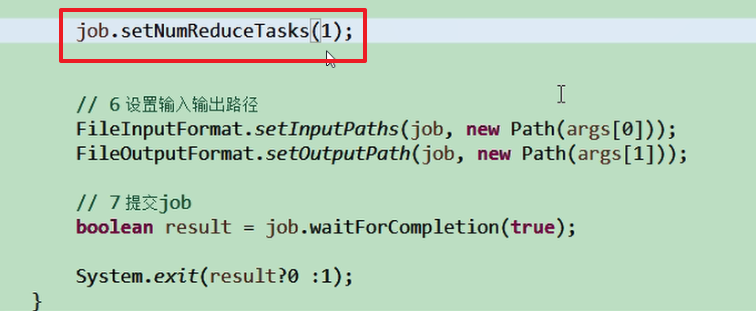 job.setNumReduceTasks(1);
// 6 设置输入输出路径
FileInputFormat.setInputPaths(job, new Path(args[0]));
FileOutputFormat.setOutputPath(job, new Path(args[1]));
// 7 提交job
boolean result = job.waitForCompletion(true);
System.exit(result?0 :1);
}